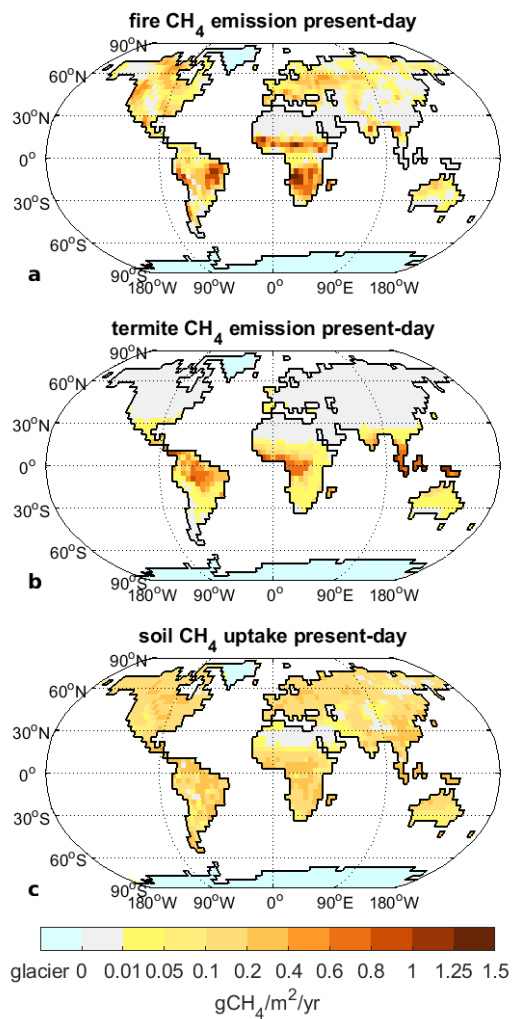 fire CH4 emission present-day
90°N
60°N
30°N
0°
30°S
60°S
90°S
180°W 90°W 0° 90°E 180°W
a
termite CH4 emission present-day
90°N
60°N
30°N
0°
30°S
60°S
90°S
180°W 90°W 0° 90°E 180°W
b
soil CH4 uptake present-day
90°N
60°N
30°N
0°
30°S
60°S
90°S
180°W 90°W 0° 90°E 180°W
c
glacier 0 0.01 0.05 0.1 0.2 0.4 0.6 0.8 1 1.25 1.5
gCH4/m²/yr